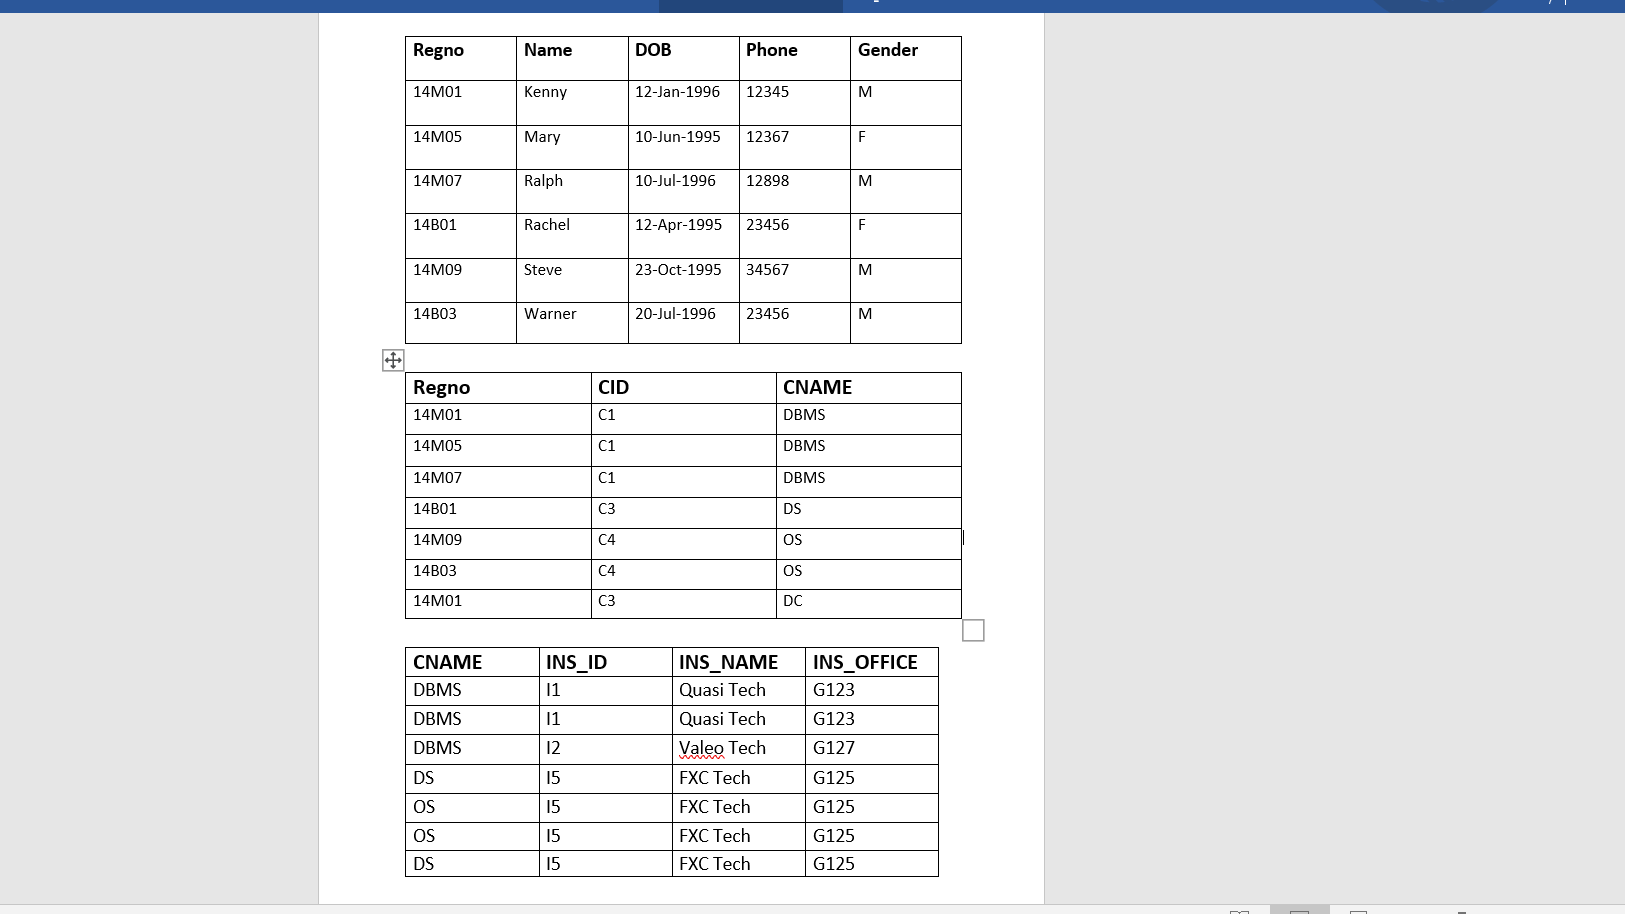 Regno Name DOB Phone Gender
14M01 Kenny 12-Jan-1996 12345 M
14M05 Mary 10-Jun-1995 12367 F
14M07 Ralph 10-Jul-1996 12898 M
14B01 Rachel 12-Apr-1995 23456 F
14M09 Steve 23-Oct-1995 34567 M
14B03 Warner 20-Jul-1996 23456 M
Regno CID CNAME
14M01 C1 DBMS
14M05 C1 DBMS
14M07 C1 DBMS
14B01 C3 DS
14M09 C4 OS
14B03 C4 OS
14M01 C3 DC
CNAME INS_ID INS_NAME INS_OFFICE
DBMS I1 Quasi Tech G123
DBMS I1 Quasi Tech G123
DBMS I2 Valeo Tech G127
DS I5 FXC Tech G125
OS I5 FXC Tech G125
OS I5 FXC Tech G125
DS I5 FXC Tech G125